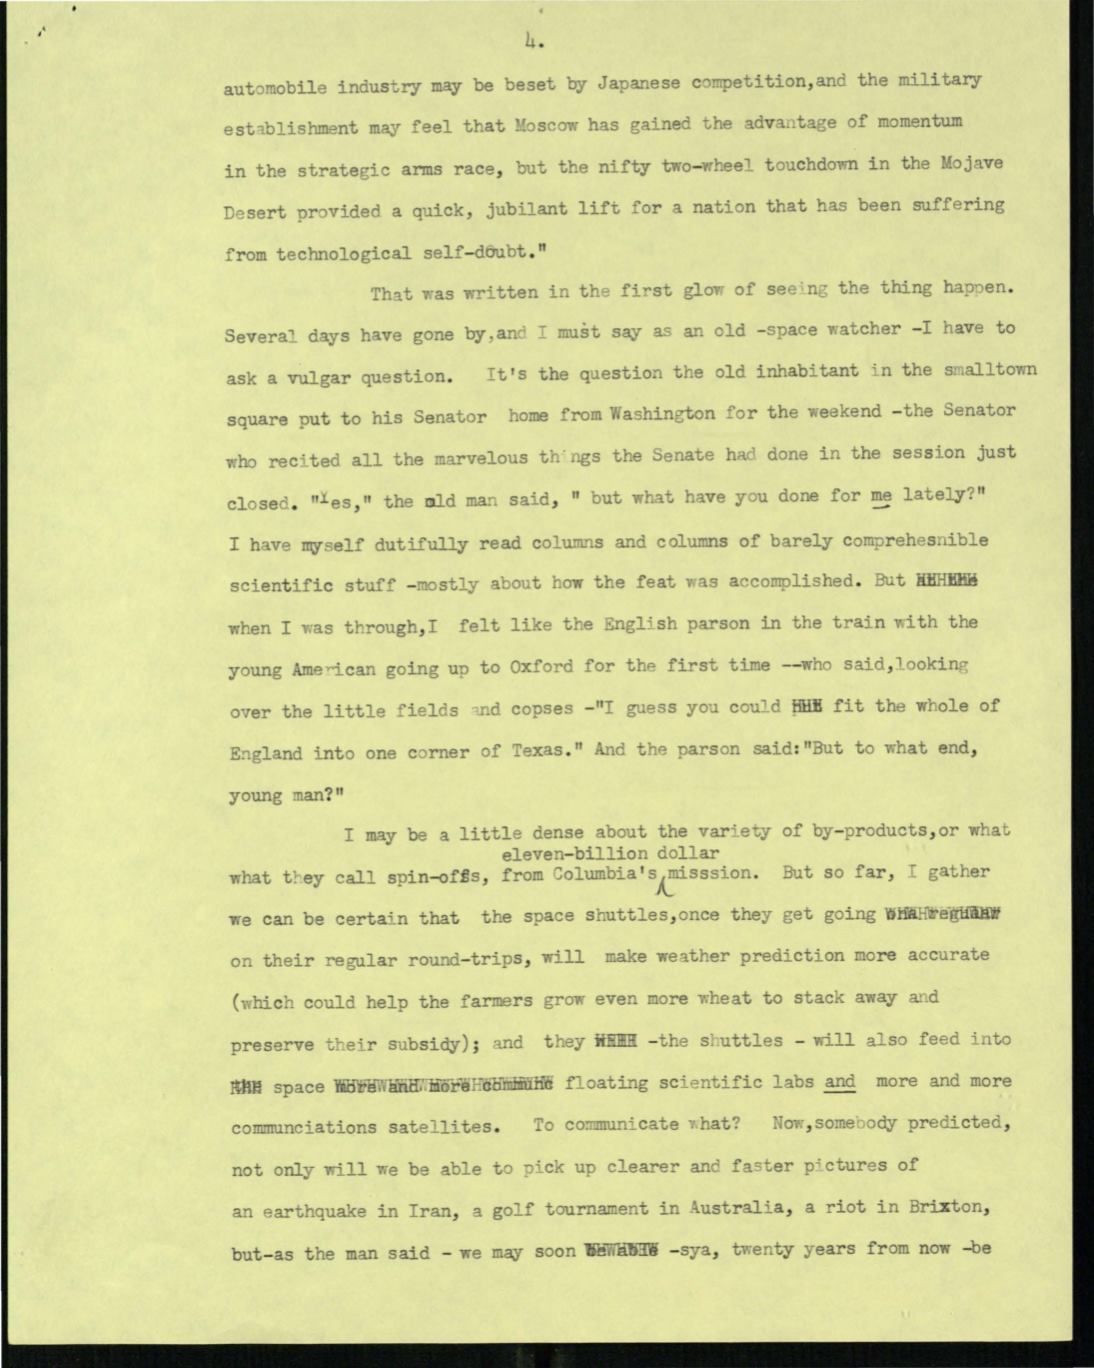 4.
automobile industry may be beset by Japanese competition,and the military
establishment may feel that Moscow has gained the advantage of momentum
in the strategic arms race, but the nifty two-wheel touchdown in the Mojave
Desert provided a quick, jubilant lift for a nation that has been suffering
from technological self-doubt."
That was written in the first glow of seeing the thing happen.
Several days have gone by,and I must say as an old -space watcher -I have to
ask a vulgar question. It's the question the old inhabitant in the smalltown
square put to his Senator home from Washington for the weekend -the Senator
who recited all the marvelous things the Senate had done in the session just
closed. "Yes," the old man said, " but what have you done for me lately?"
I have myself dutifully read columns and columns of barely comprehesnible
scientific stuff -mostly about how the feat was accomplished. But
when I was through,I felt like the English parson in the train with the
young American going up to Oxford for the first time --who said,looking
over the little fields and copses -"I guess you could fit the whole of
England into one corner of Texas." And the parson said:"But to what end,
young man?"
I may be a little dense about the variety of by-products,or what
eleven-billion dollar
what they call spin-offs, from Columbia's misssion. But so far, I gather
we can be certain that the space shuttles,once they get going
on their regular round-trips, will make weather prediction more accurate
(which could help the farmers grow even more wheat to stack away and
preserve their subsidy); and they -the shuttles - will also feed into
space more and more communc floating scientific labs and more and more
communciations satellites. To communicate what? Now,somebody predicted,
not only will we be able to pick up clearer and faster pictures of
an earthquake in Iran, a golf tournament in Australia, a riot in Brixton,
but-as the man said - we may soon -sya, twenty years from now -be